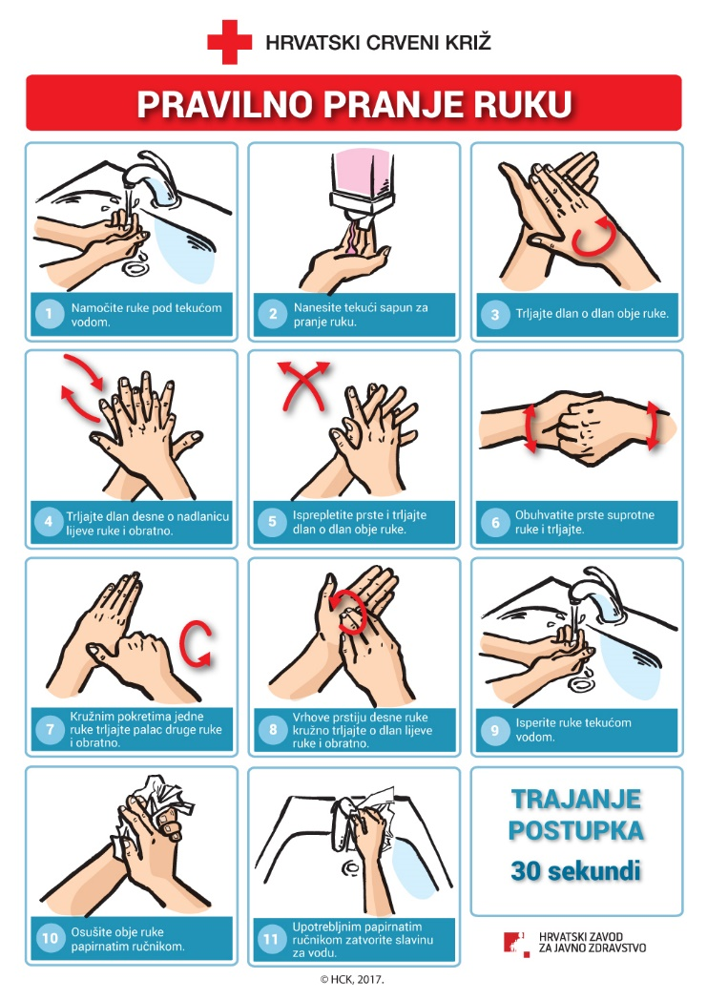 HRVATSKI CRVENI KRIŽ
PRAVILNO PRANJE RUKU
1 Namočite ruke pod tekućom
vodom.
2 Nanesite tekući sapun za
pranje ruku.
3 Trljajte dlan o dlan obje ruke.
4 Trljajte dlan desne o nadlanicu
lijeve ruke i obratno.
5 Isprepletite prste i trljajte
dlan o dlan obje ruke.
6 Obuhvatite prste suprotne
ruke i trljajte.
7 Kružnim pokretima jedne
ruke trljajte palac druge ruke
i obratno.
8 Vrhove prstiju desne ruke
kružno trljajte o dlan lijeve
ruke i obratno.
9 Isperite ruke tekućom
vodom.
10 Osušite obje ruke
papirnatim ručnikom.
11 Upotrebljnim papirnatim
ručnikom zatvorite slavinu
za vodu.
TRAJANJE
POSTUPKA
30 sekundi
HRVATSKI ZAVOD
ZA JAVNO ZDRAVSTVO
© HCK, 2017.